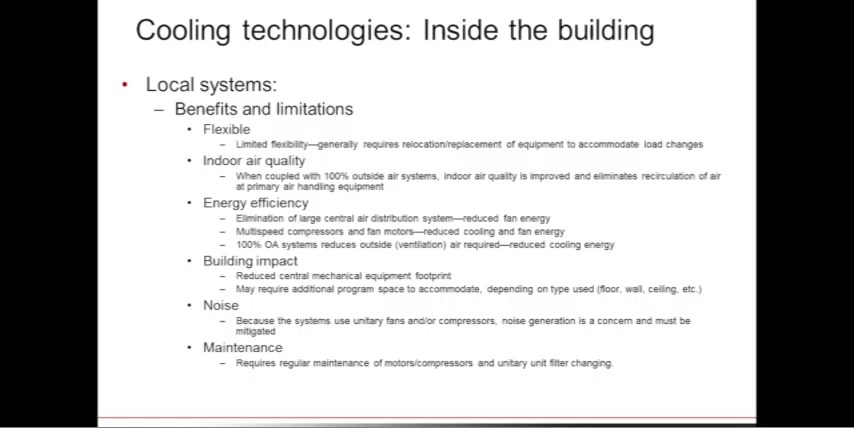 Cooling technologies: Inside the building
• Local systems:
– Benefits and limitations
• Flexible
– Limited flexibility—generally requires relocation/replacement of equipment to accommodate load changes
• Indoor air quality
– When coupled with 100% outside air systems, indoor air quality is improved and eliminates recirculation of air
at primary air handling equipment
• Energy efficiency
– Elimination of large central air distribution system—reduced fan energy
– Multispeed compressors and fan motors—reduced cooling and fan energy
– 100% OA systems reduces outside (ventilation) air required—reduced cooling energy
• Building impact
– Reduced central mechanical equipment footprint
– May require additional program space to accommodate, depending on type used (floor, wall, ceiling, etc.)
• Noise
– Because the systems use unitary fans and/or compressors, noise generation is a concern and must be
mitigated
• Maintenance
– Requires regular maintenance of motors/compressors and unitary unit filter changing.